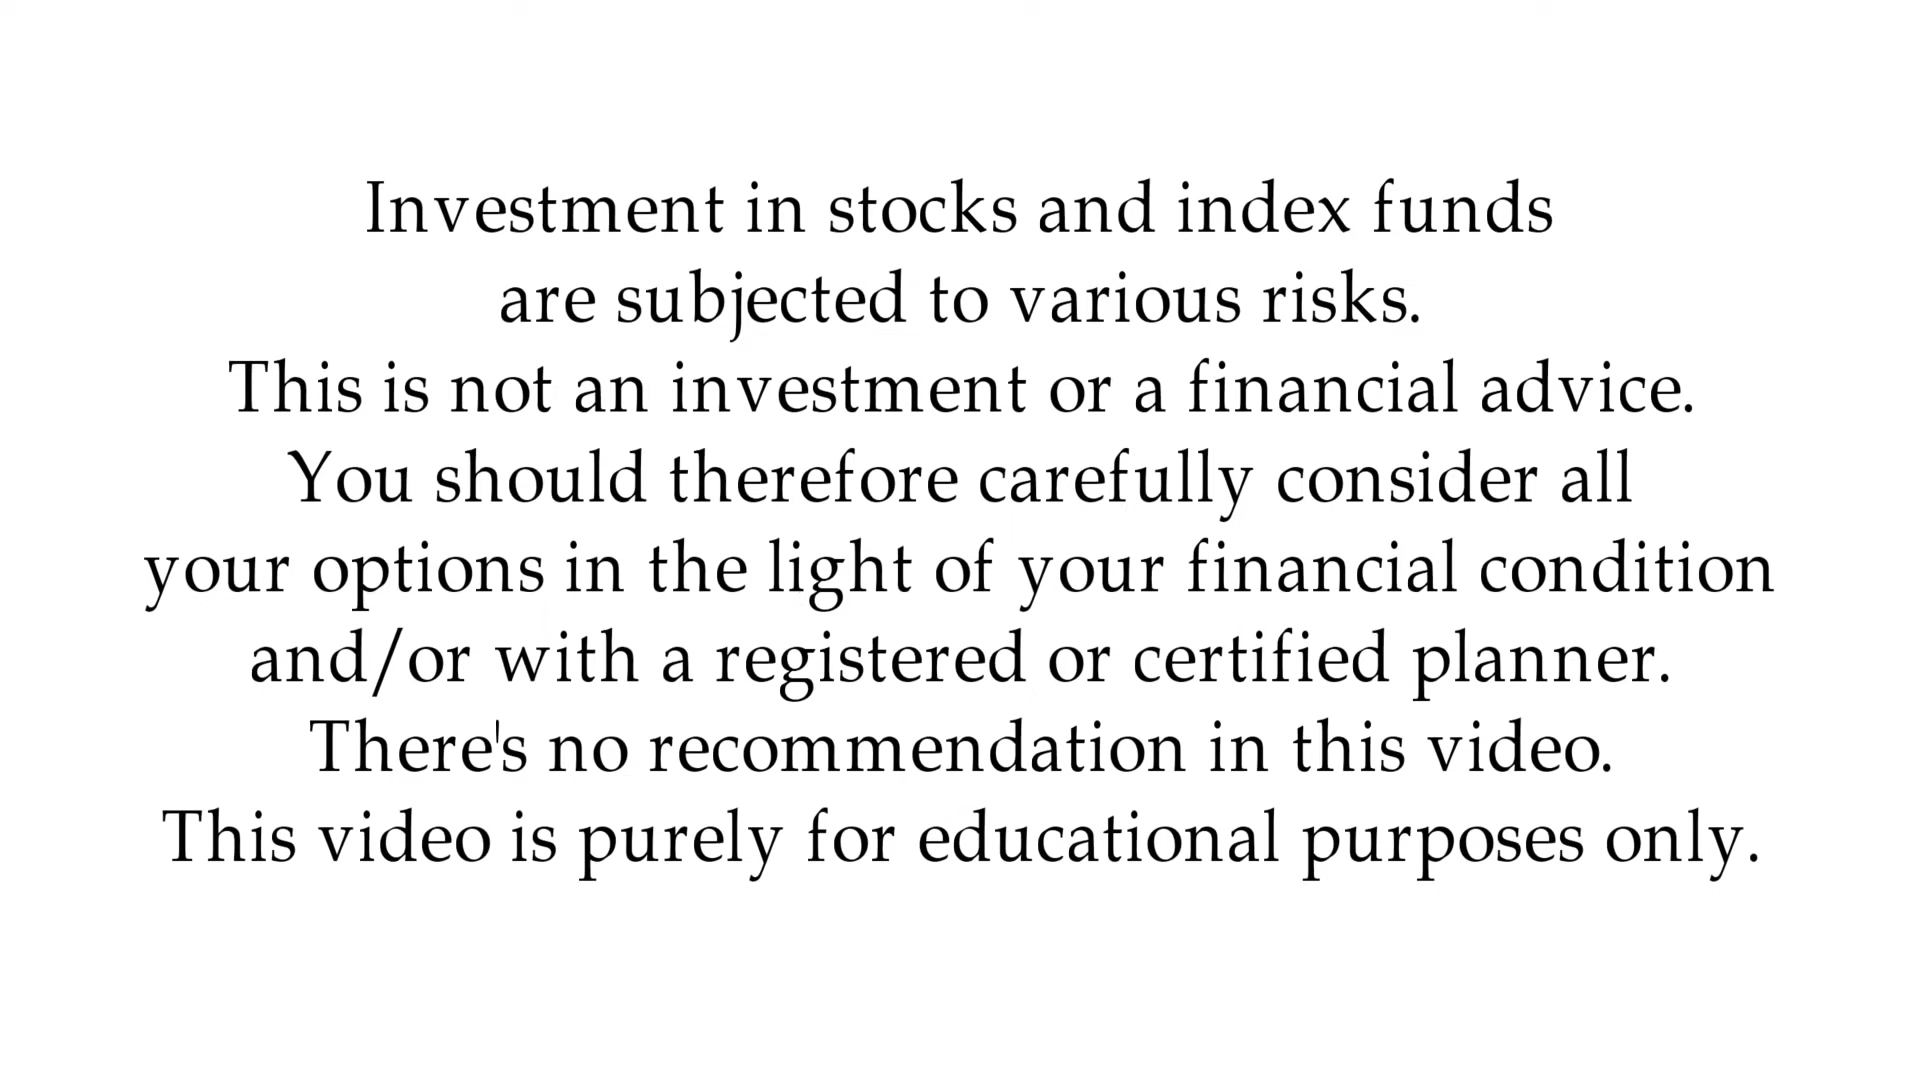 Investment in stocks and index funds
are subjected to various risks.
This is not an investment or a financial advice.
You should therefore carefully consider all
your options in the light of your financial condition
and/or with a registered or certified planner.
There's no recommendation in this video.
This video is purely for educational purposes only.